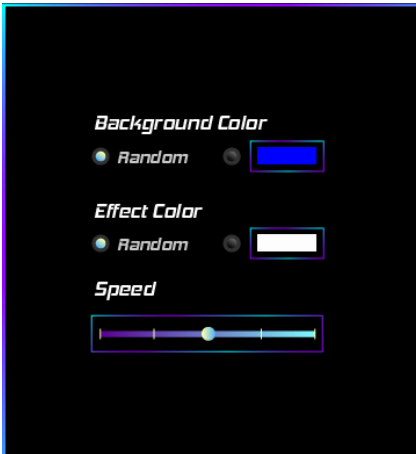 Background Color
Random
Effect Color
Random
Speed